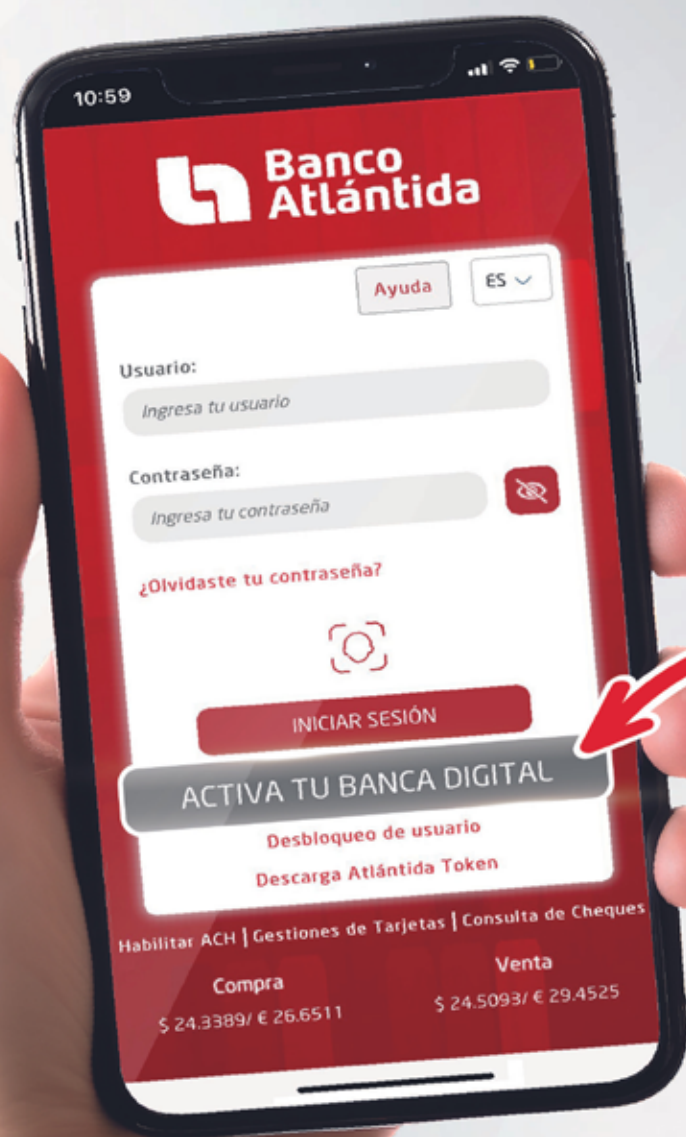 10:59
Banco
Atlántida
Ayuda
ES
Usuario:
Ingresa tu usuario
Contraseña:
Ingresa tu contraseña
¿Olvidaste tu contraseña?
INICIAR SESIÓN
ACTIVA TU BANCA DIGITAL
Desbloqueo de usuario
Descarga Atlántida Token
Habilitar ACH | Gestiones de Tarjetas | Consulta de Cheques
Compra Venta
$ 24.3389/ € 26.6511 $ 24.5093/ € 29.4525